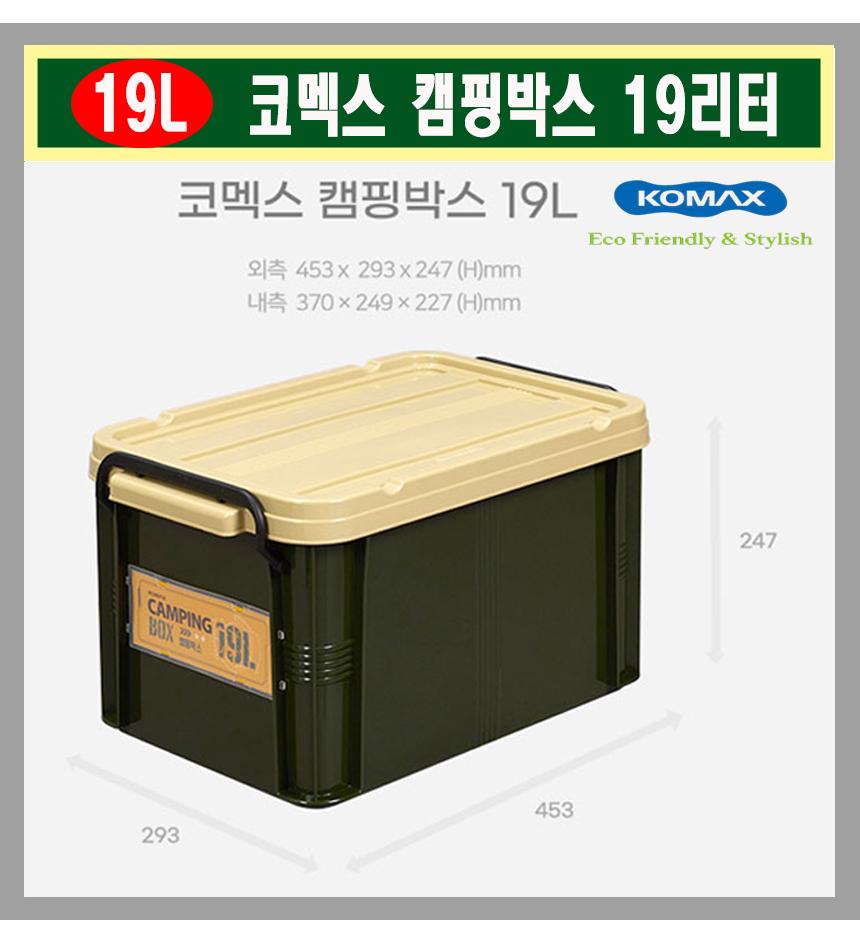 19L 코멕스 캠핑박스 19리터
코멕스 캠핑박스 19L
KOMAX
Eco Friendly & Stylish
외측 453 x 293 x 247 (H)mm
내측 370 × 249 × 227 (H)mm
247
KOMAX
CAMPING
BOX 19L
캠핑박스
453
293